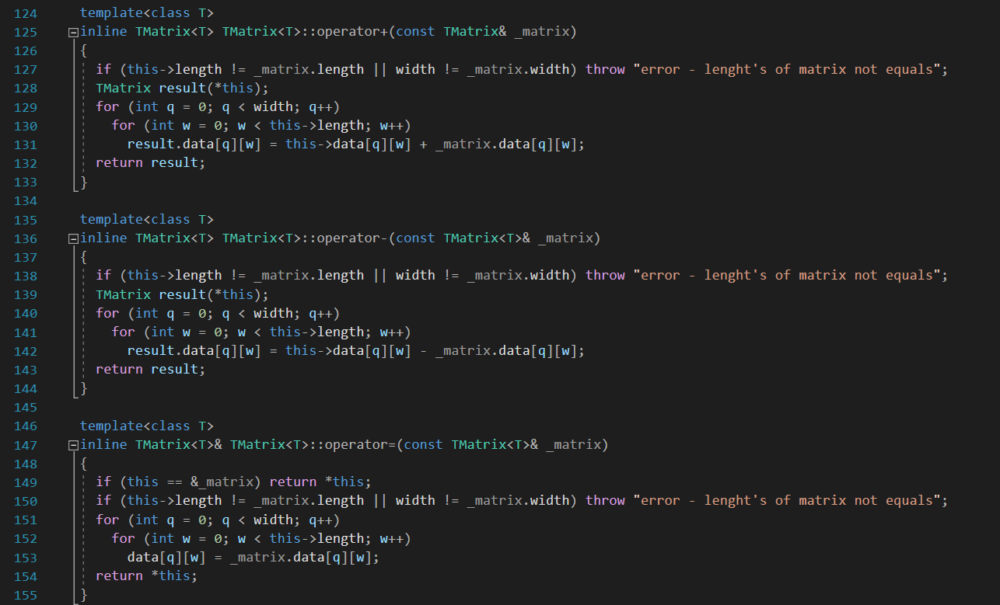 124 template<class T>
125 inline TMatrix<T> TMatrix<T>::operator+(const TMatrix& _matrix)
126 {
127 if (this->length != _matrix.length || width != _matrix.width) throw "error - lenght's of matrix not equals";
128 TMatrix result(*this);
129 for (int q = 0; q < width; q++)
130 for (int w = 0; w < this->length; w++)
131 result.data[q][w] = this->data[q][w] + _matrix.data[q][w];
132 return result;
133 }
134
135 template<class T>
136 inline TMatrix<T> TMatrix<T>::operator-(const TMatrix<T>& _matrix)
137 {
138 if (this->length != _matrix.length || width != _matrix.width) throw "error - lenght's of matrix not equals";
139 TMatrix result(*this);
140 for (int q = 0; q < width; q++)
141 for (int w = 0; w < this->length; w++)
142 result.data[q][w] = this->data[q][w] - _matrix.data[q][w];
143 return result;
144 }
145
146 template<class T>
147 inline TMatrix<T>& TMatrix<T>::operator=(const TMatrix<T>& _matrix)
148 {
149 if (this == &_matrix) return *this;
150 if (this->length != _matrix.length || width != _matrix.width) throw "error - lenght's of matrix not equals";
151 for (int q = 0; q < width; q++)
152 for (int w = 0; w < this->length; w++)
153 data[q][w] = _matrix.data[q][w];
154 return *this;
155 }